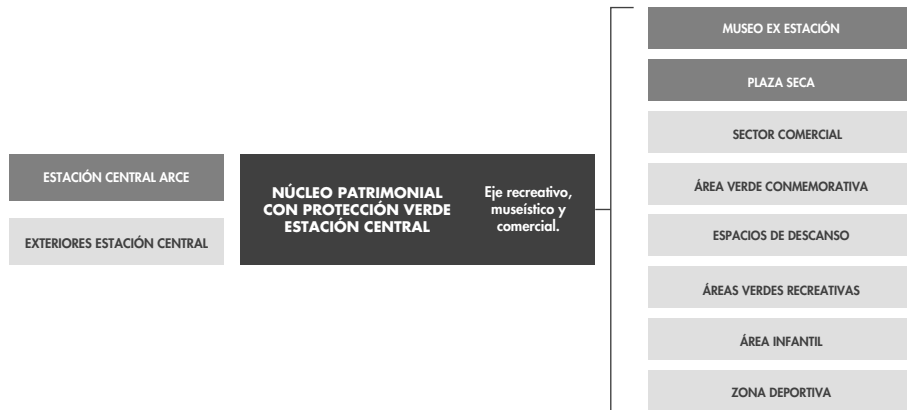 ESTACIÓN CENTRAL ARCE
EXTERIORES ESTACIÓN CENTRAL
NÚCLEO PATRIMONIAL
CON PROTECCIÓN VERDE
ESTACIÓN CENTRAL
Eje recreativo,
museístico y
comercial.
MUSEO EX ESTACIÓN
PLAZA SECA
SECTOR COMERCIAL
ÁREA VERDE CONMEMORATIVA
ESPACIOS DE DESCANSO
ÁREAS VERDES RECREATIVAS
ÁREA INFANTIL
ZONA DEPORTIVA